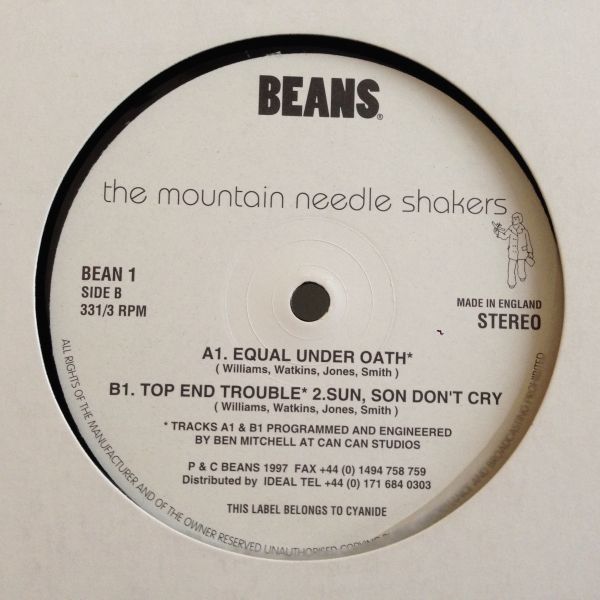 BEANS®
the mountain needle shakers
BEAN 1
SIDE B
331/3 RPM
MADE IN ENGLAND
STEREO
A1. EQUAL UNDER OATH*
( Williams, Watkins, Jones, Smith )
B1. TOP END TROUBLE* 2.SUN, SON DON'T CRY
( Williams, Watkins, Jones, Smith )
* TRACKS A1 & B1 PROGRAMMED AND ENGINEERED
BY BEN MITCHELL AT CAN CAN STUDIOS
P & C BEANS 1997 FAX +44 (0) 1494 758 759
Distributed by IDEAL TEL +44 (0) 171 684 0303
THIS LABEL BELONGS TO CYANIDE
ALL RIGHTS OF THE MANUFACTURER AND OF THE OWNER RESERVED UNAUTHORISED COPYING AND BROADCASTING PROHIBITED